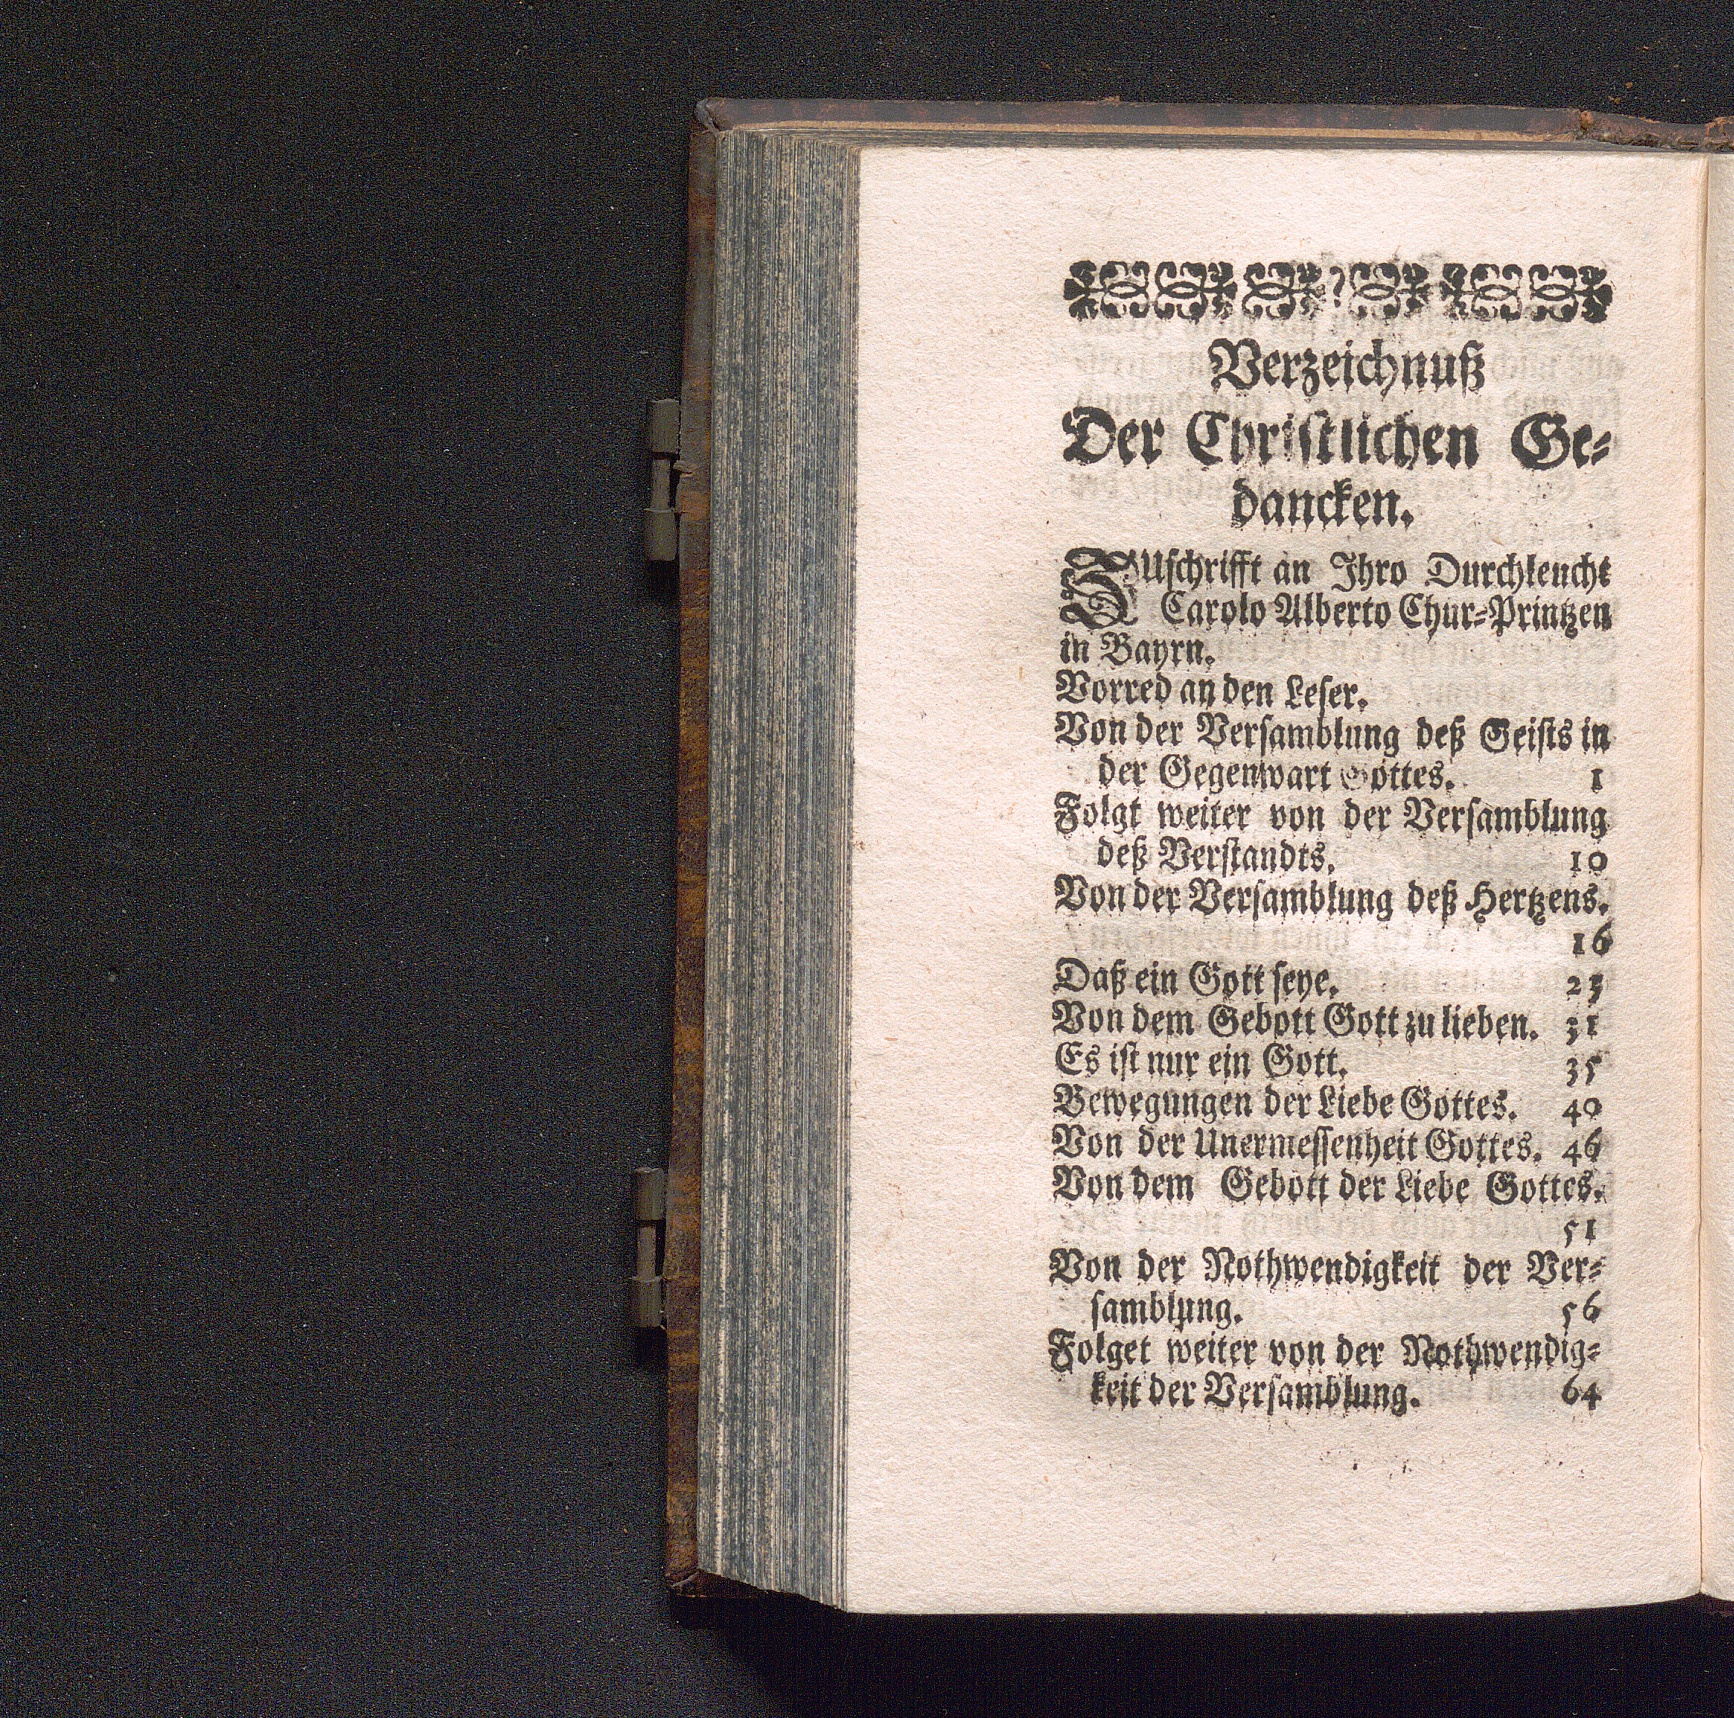 Verzeichnuß
Der Christlichen Ge-
dancken.
ZUschrifft an Ihro Durchleucht
Carolo Alberto Chur-Printzen
in Bayrn.
Vorred an den Leser.
Von der Versamblung deß Geists in
der Gegenwart Gottes. 1
Folgt weiter von der Versamblung
deß Verstandts. 10
Von der Versamblung deß Hertzens.
16
Daß ein Gott seye. 23
Von dem Gebott Gott zu lieben. 31
Es ist nur ein Gott. 35
Bewegungen der Liebe Gottes. 40
Von der Unermessenheit Gottes. 46
Von dem Gebott der Liebe Gottes.
51
Von der Nothwendigkeit der Ver-
samblung. 56
Folget weiter von der Nothwendig-
keit der Versamblung. 64